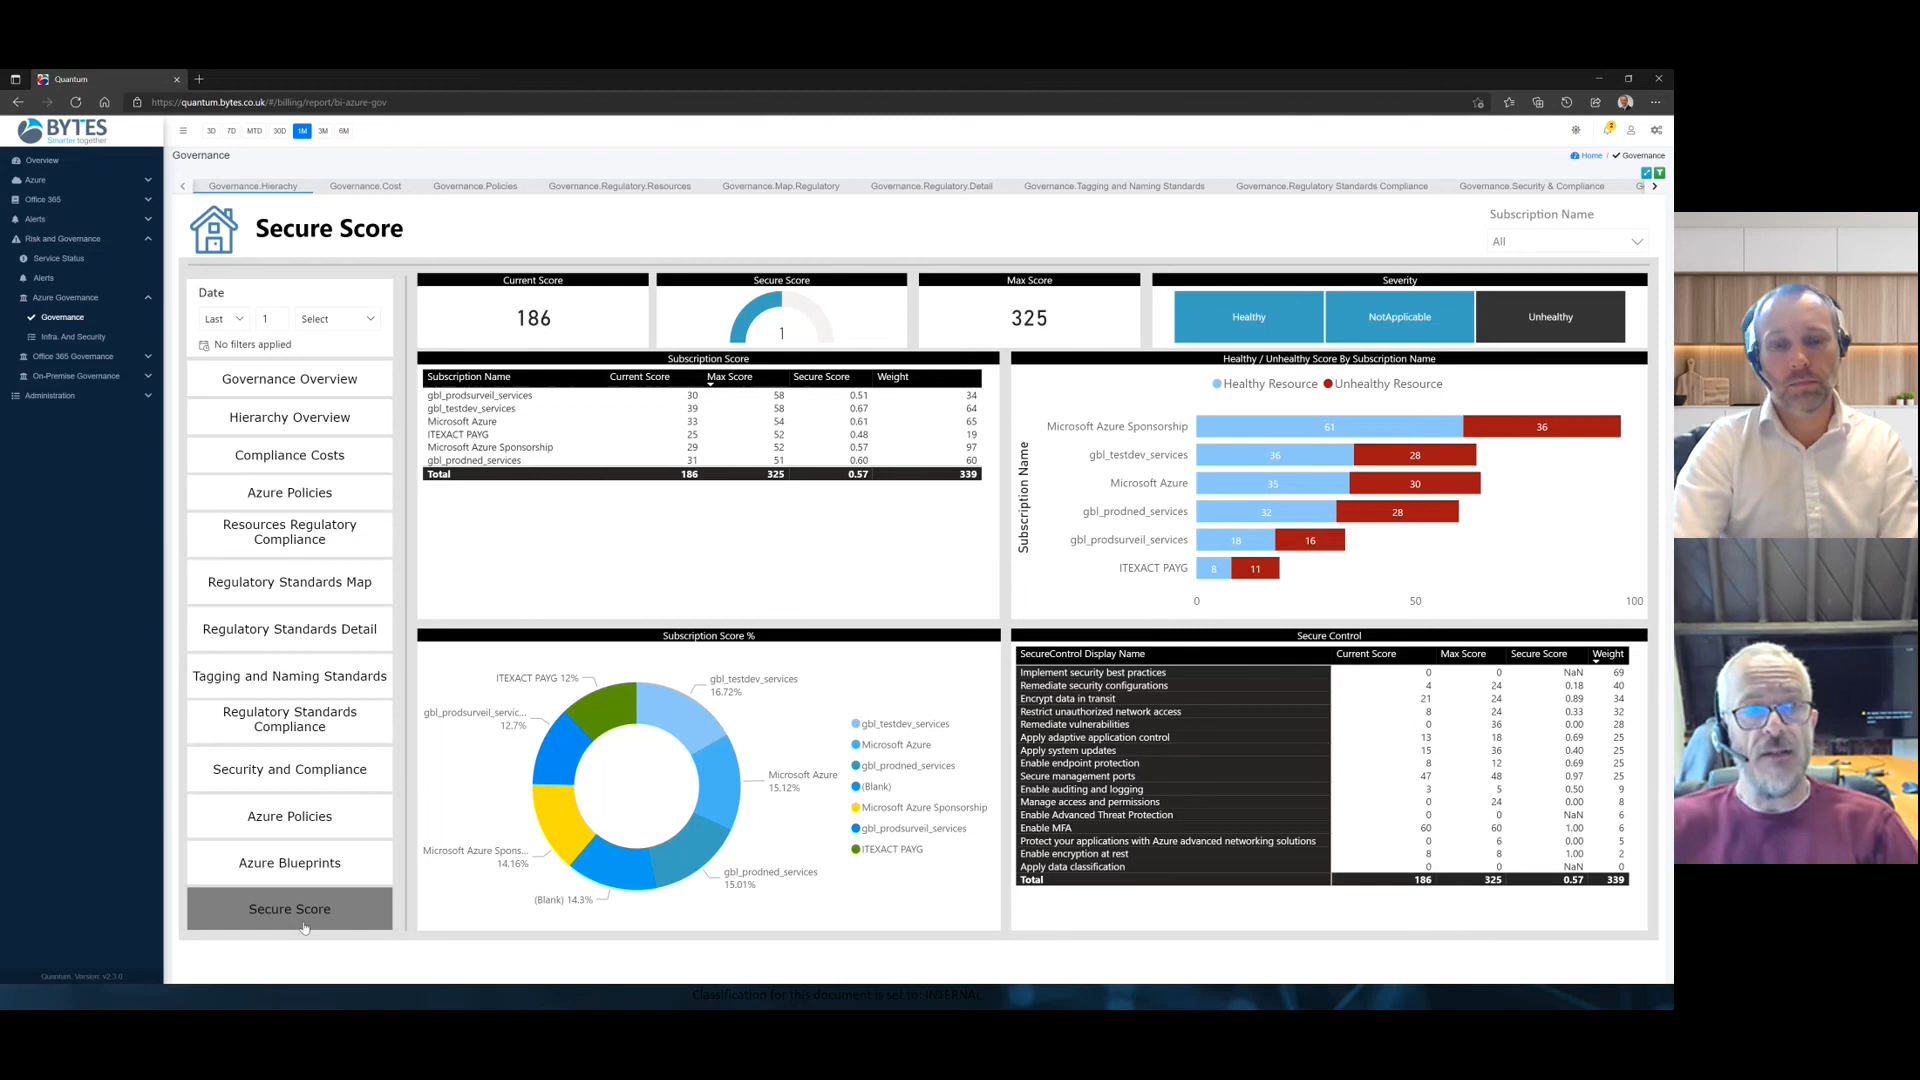 Quantum
https://quantum.bytes.co.uk/#/billing/report/bi-azure-gov
BYTES
Smarter together
3D 7D MTD 30D 1M 3M 6M
2
Overview
Azure
Office 365
Alerts
Risk and Governance
Service Status
Alerts
Azure Governance
Governance
Infra. And Security
Office 365 Governance
On-Premise Governance
Administration
Quantum. Version: v2.3.0
Governance
Home / Governance
Governance.Hierachy Governance.Cost Governance.Policies Governance.Regulatory.Resources Governance.Map.Regulatory Governance.Regulatory.Detail Governance.Tagging and Naming Standards Governance.Regulatory Standards Compliance Governance.Security & Compliance
Secure Score
Subscription Name
All
Date
Last 1 Select
No filters applied
Governance Overview
Hierarchy Overview
Compliance Costs
Azure Policies
Resources Regulatory
Compliance
Regulatory Standards Map
Regulatory Standards Detail
Tagging and Naming Standards
Regulatory Standards
Compliance
Security and Compliance
Azure Policies
Azure Blueprints
Secure Score
Current Score
186
Secure Score
1
Max Score
325
Severity
Healthy NotApplicable Unhealthy
Subscription Score
Subscription Name Current Score Max Score Secure Score Weight
gbl_prodsurveil_services 30 58 0.51 34
gbl_testdev_services 39 58 0.67 64
Microsoft Azure 33 54 0.61 65
ITEXACT PAYG 25 52 0.48 19
Microsoft Azure Sponsorship 29 52 0.57 97
gbl_prodned_services 31 51 0.60 60
Total 186 325 0.57 339
Healthy / Unhealthy Score By Subscription Name
Healthy Resource Unhealthy Resource
Subscription Name
Microsoft Azure Sponsorship 61 36
gbl_testdev_services 36 28
Microsoft Azure 35 30
gbl_prodned_services 32 28
gbl_prodsurveil_services 18 16
ITEXACT PAYG 8 11
0 50 100
Subscription Score %
ITEXACT PAYG 12%
gbl_testdev_services
16.72%
gbl_prodsurveil_servic...
12.7%
Microsoft Azure
15.12%
Microsoft Azure Spons...
14.16%
gbl_prodned_services
15.01%
(Blank) 14.3%
gbl_testdev_services
Microsoft Azure
gbl_prodned_services
(Blank)
Microsoft Azure Sponsorship
gbl_prodsurveil_services
ITEXACT PAYG
Secure Control
SecureControl Display Name Current Score Max Score Secure Score Weight
Implement security best practices 0 0 NaN 69
Remediate security configurations 4 24 0.18 40
Encrypt data in transit 21 24 0.89 34
Restrict unauthorized network access 8 24 0.33 32
Remediate vulnerabilities 0 36 0.00 28
Apply adaptive application control 13 18 0.69 25
Apply system updates 15 36 0.40 25
Enable endpoint protection 8 12 0.69 25
Secure management ports 47 48 0.97 25
Enable auditing and logging 3 5 0.50 9
Manage access and permissions 0 24 0.00 8
Enable Advanced Threat Protection 0 0 NaN 6
Enable MFA 60 60 1.00 6
Protect your applications with Azure advanced networking solutions 0 6 0.00 5
Enable encryption at rest 8 8 1.00 2
Apply data classification 0 0 NaN 0
Total 186 325 0.57 339
Classification for this document is set to: INTERNAL